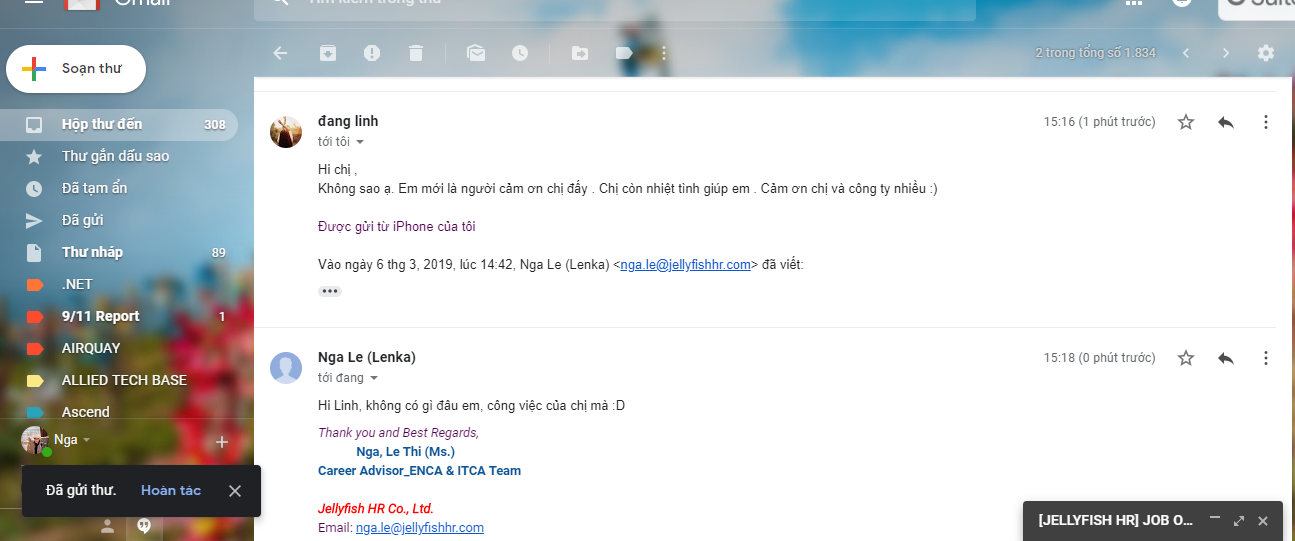 Gmail
Tìm kiếm trong thư
Suite
2 trong tổng số 1.834
Soạn thư
Hộp thư đến 308
Thư gắn dấu sao
Đã tạm ẩn
Đã gửi
Thư nháp 89
.NET
9/11 Report 1
AIRQUAY
ALLIED TECH BASE
Ascend
Nga
Đã gửi thư. Hoàn tác
đang linh 15:16 (1 phút trước)
tới tôi
Hi chị ,
Không sao ạ. Em mới là người cảm ơn chị đấy . Chị còn nhiệt tình giúp em . Cảm ơn chị và công ty nhiều :)
Được gửi từ iPhone của tôi
Vào ngày 6 thg 3, 2019, lúc 14:42, Nga Le (Lenka) <nga.le@jellyfishhr.com> đã viết:
Nga Le (Lenka) 15:18 (0 phút trước)
tới đang
Hi Linh, không có gì đâu em, công việc của chị mà :D
Thank you and Best Regards,
Nga, Le Thi (Ms.)
Career Advisor_ENCA & ITCA Team
Jellyfish HR Co., Ltd.
Email: nga.le@jellyfishhr.com
[JELLYFISH HR] JOB O...